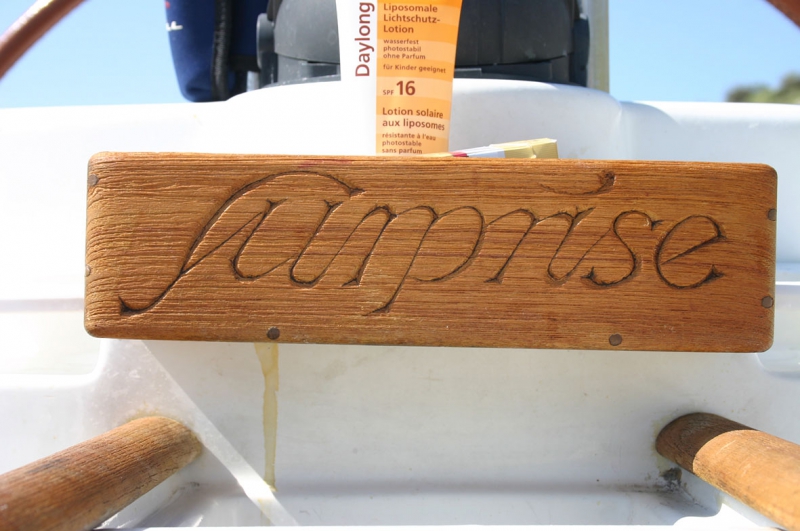 Daylong
Liposomale
Lichtschutz-
Lotion
wasserfest
photostabil
ohne Parfum
für Kinder geeignet
SPF 16
Lotion solaire
aux liposomes
résistante à l'eau
photostable
sans parfum
Surprise